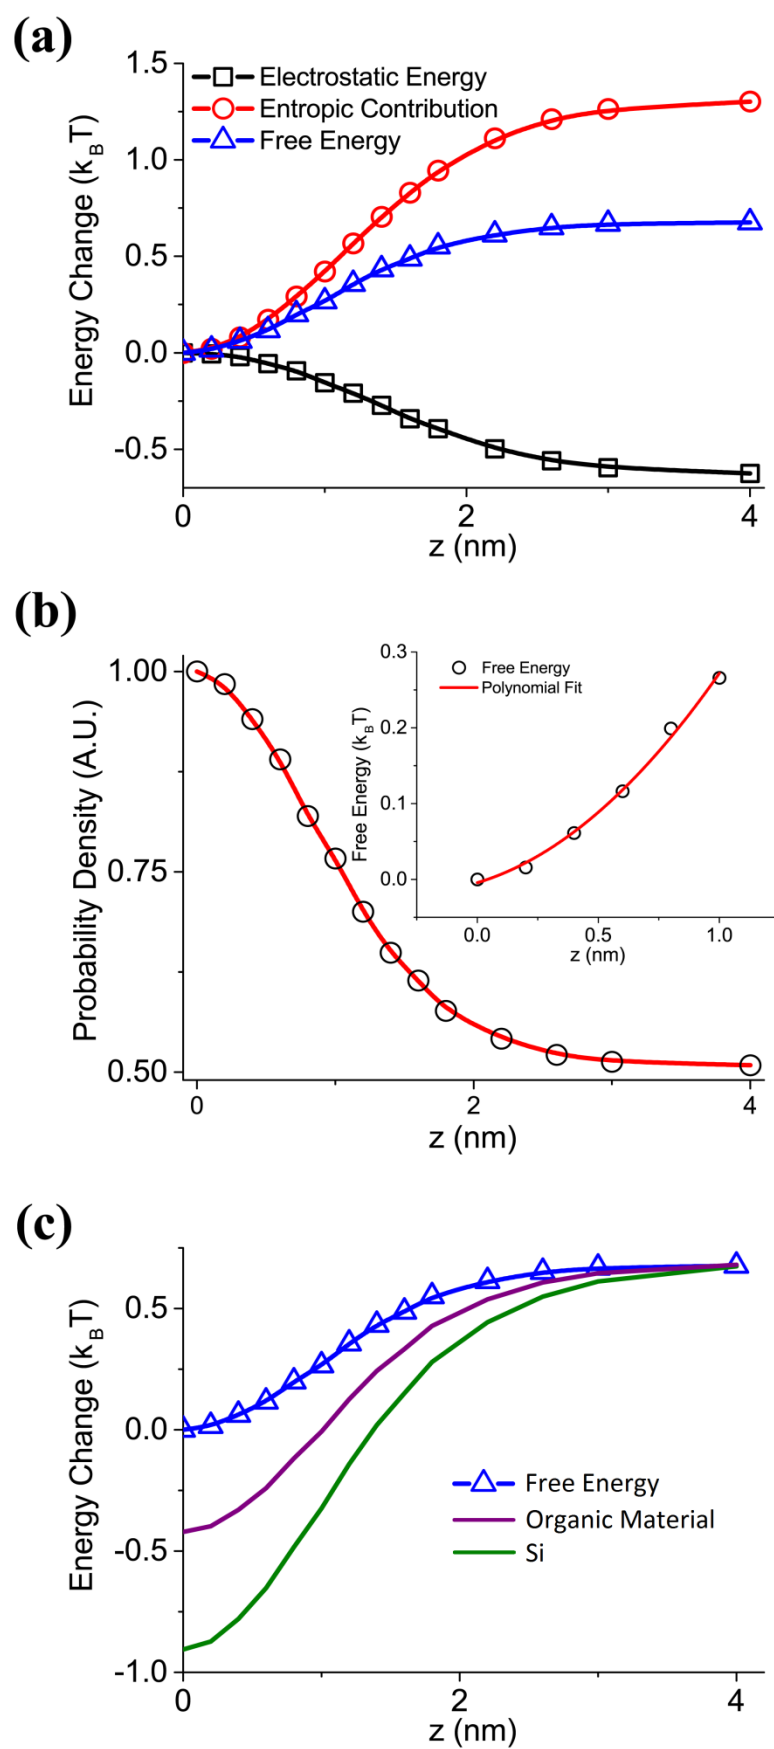 (a)
Electrostatic Energy
Entropic Contribution
Free Energy
Energy Change (k_BT)
1.5
1.0
0.5
0.0
-0.5
0
2
4
z (nm)
(b)
Probability Density (A.U.)
1.00
0.75
0.50
0
2
4
z (nm)
Free Energy
Polynomial Fit
Free Energy (k_BT)
0.3
0.2
0.1
0.0
0.0
0.5
1.0
z (nm)
(c)
Energy Change (k_BT)
0.5
0.0
-0.5
-1.0
Free Energy
Organic Material
Si
0
2
4
z (nm)